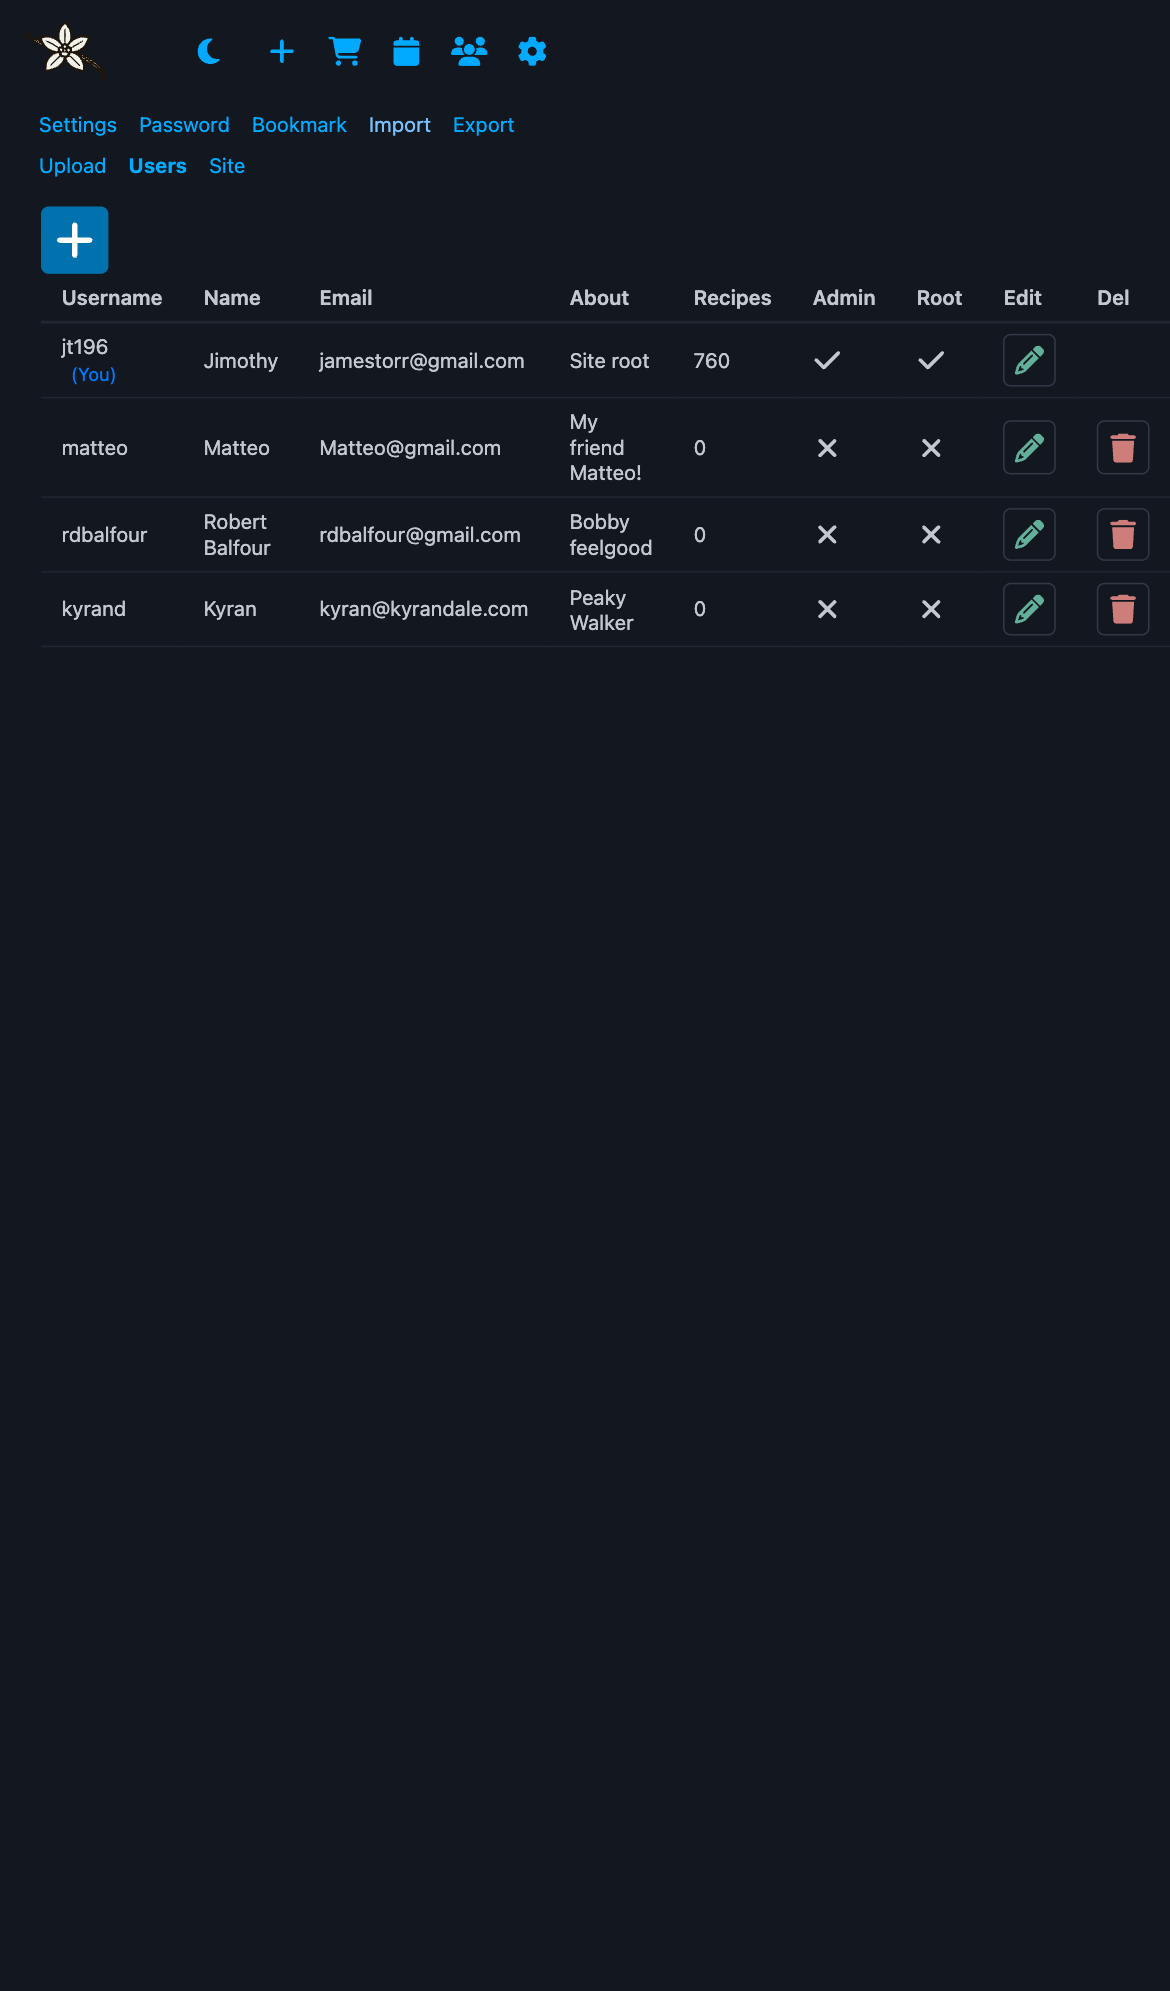 Settings Password Bookmark Import Export
Upload Users Site
Username Name Email About Recipes Admin Root Edit Del
jt196
(You)
Jimothy jamestorr@gmail.com Site root 760
matteo Matteo Matteo@gmail.com My
friend
Matteo!
0
rdbalfour Robert
Balfour
rdbalfour@gmail.com Bobby
feelgood
0
kyrand Kyran kyran@kyrandale.com Peaky
Walker
0